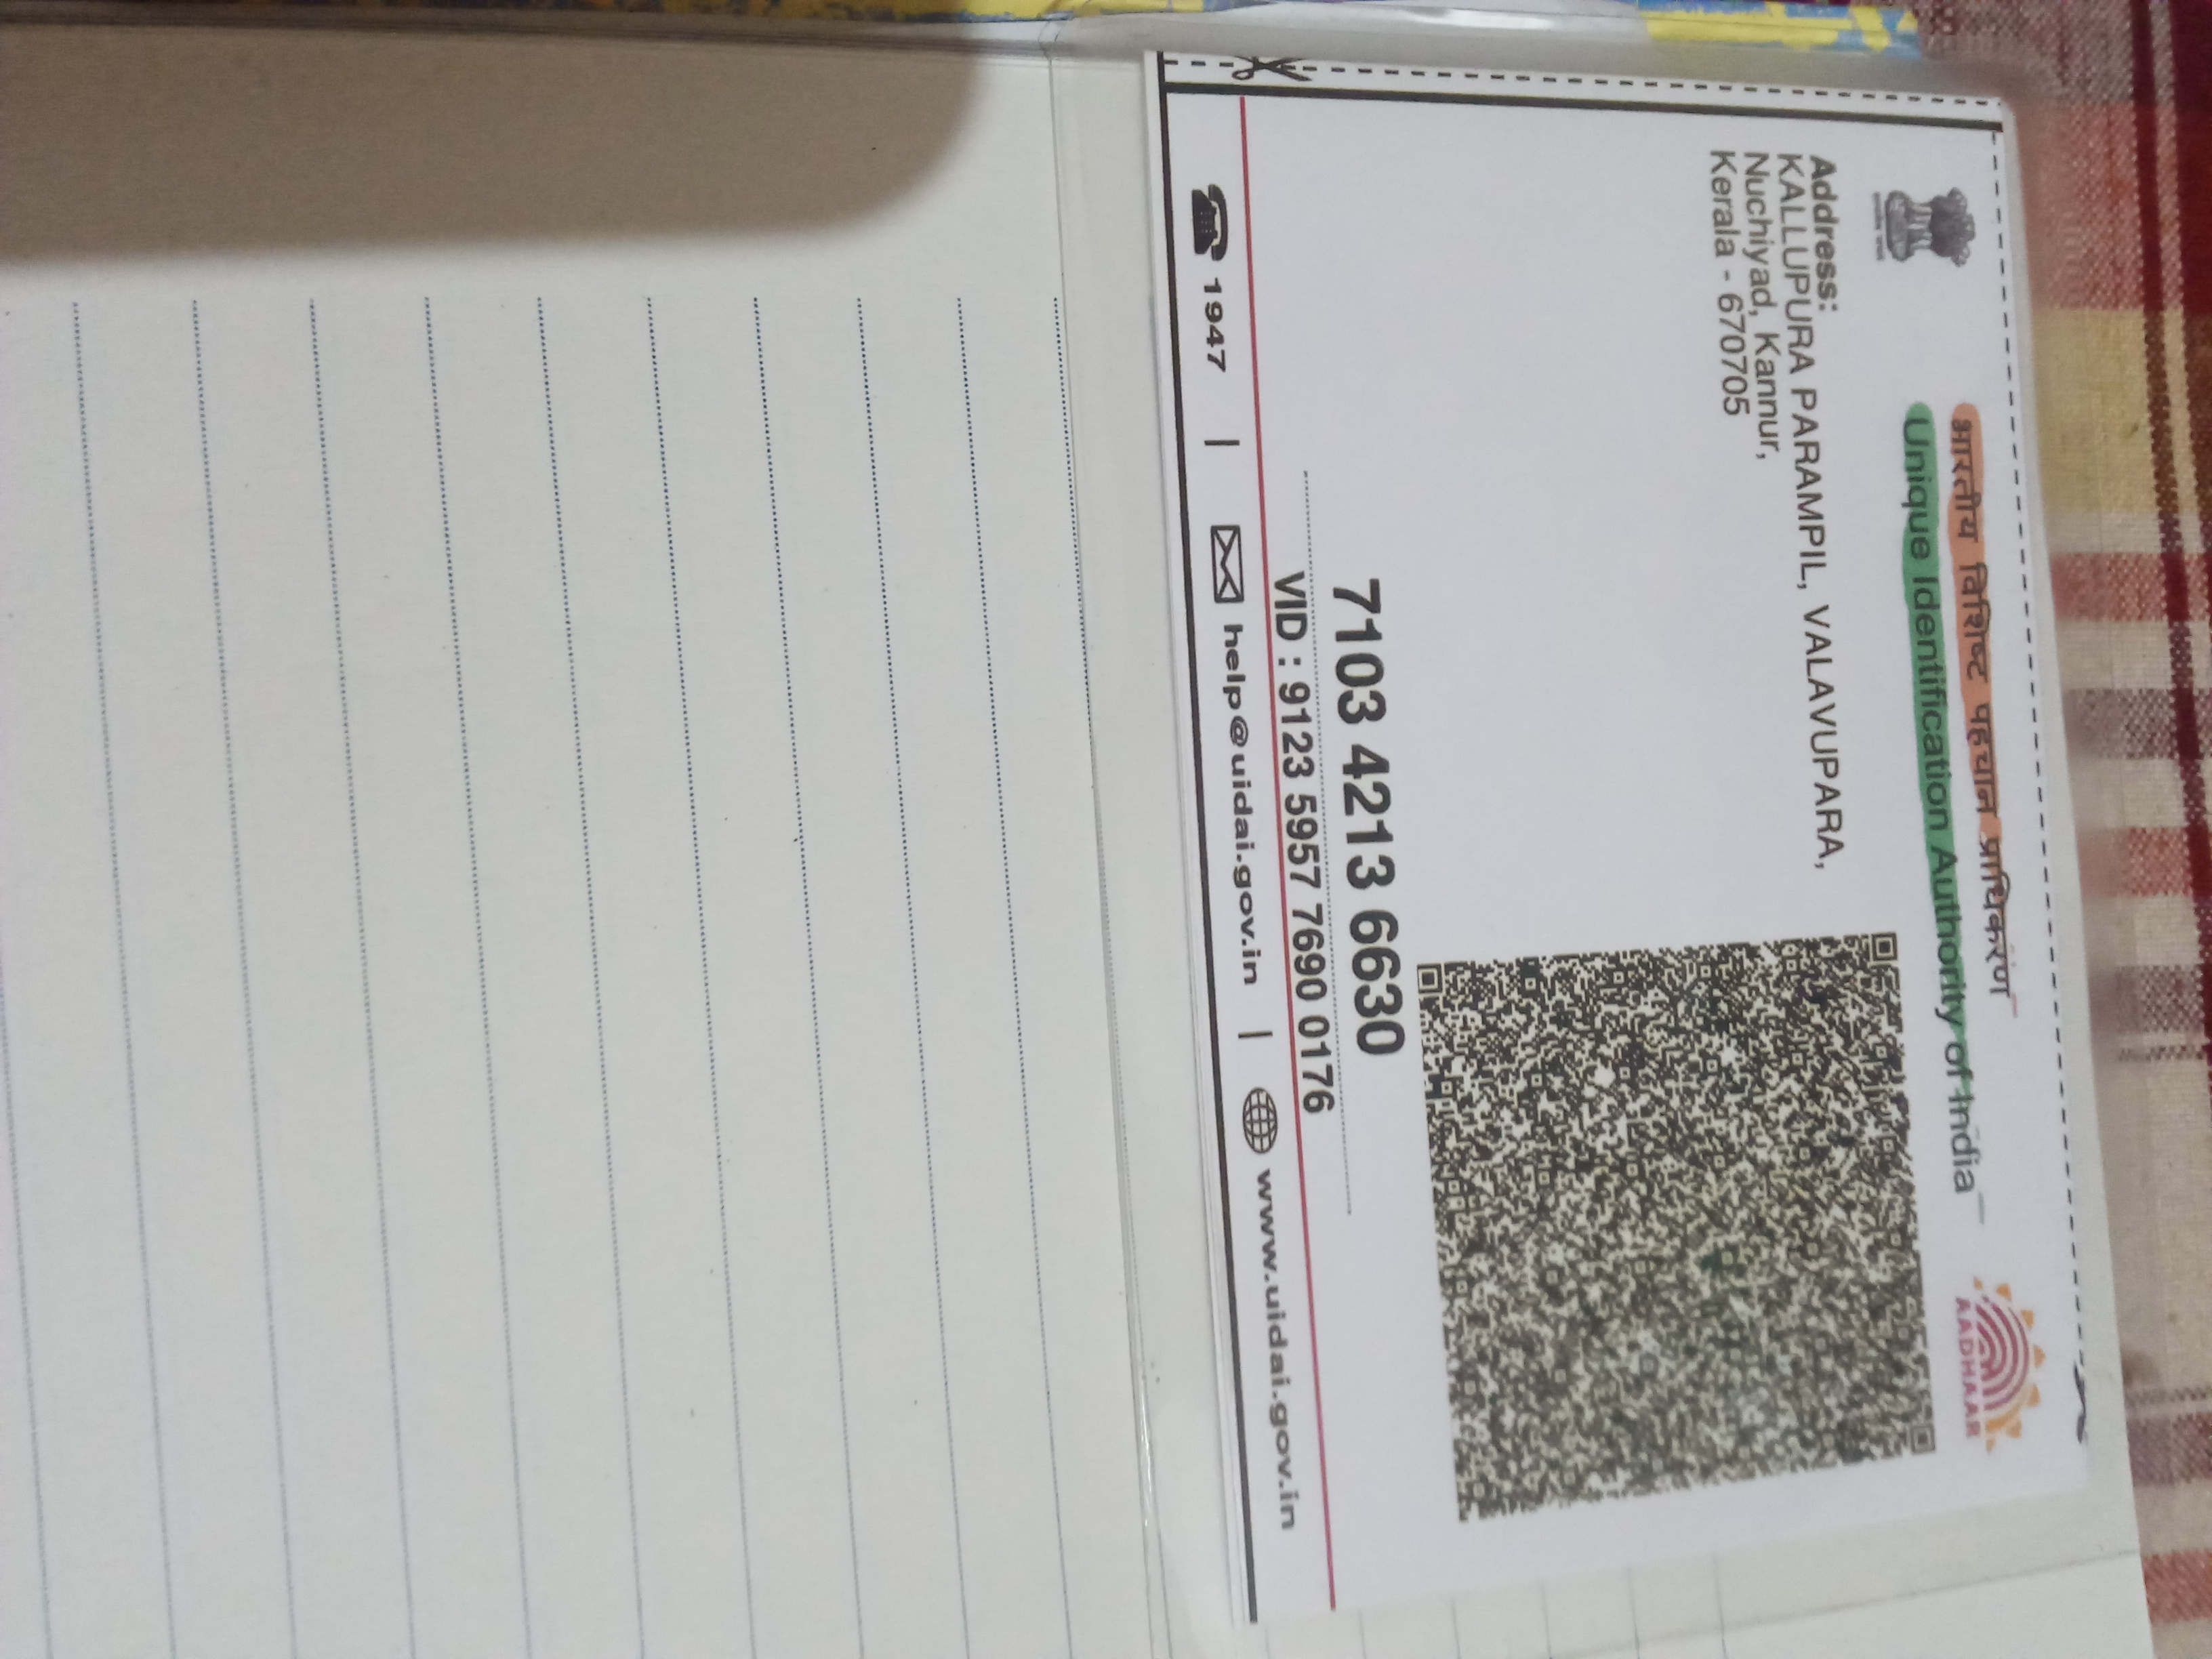 भारतीय विशिष्ट पहचान प्राधिकरण
Unique Identification Authority of India
AADHAAR
Address:
KALLUPURA PARAMPIL, VALAVUPARA,
Nuchiyad, Kannur,
Kerala - 670705
7103 4213 6630
VID : 9123 5957 7690 0176
1947 | help@uidai.gov.in | www.uidai.gov.in